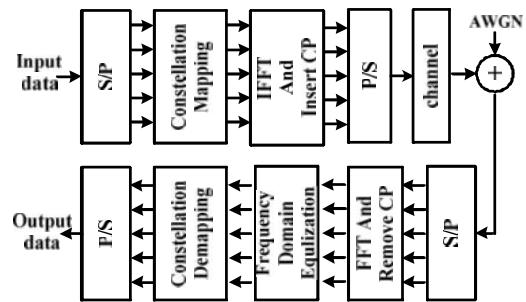 AWGN
Input
data
S/P
Constellation
Mapping
IFFT
And
Insert CP
P/S
channel
+
Output
data
P/S
Constellation
Demapping
Frequency
Domain
Equlization
FFT And
Remove CP
S/P